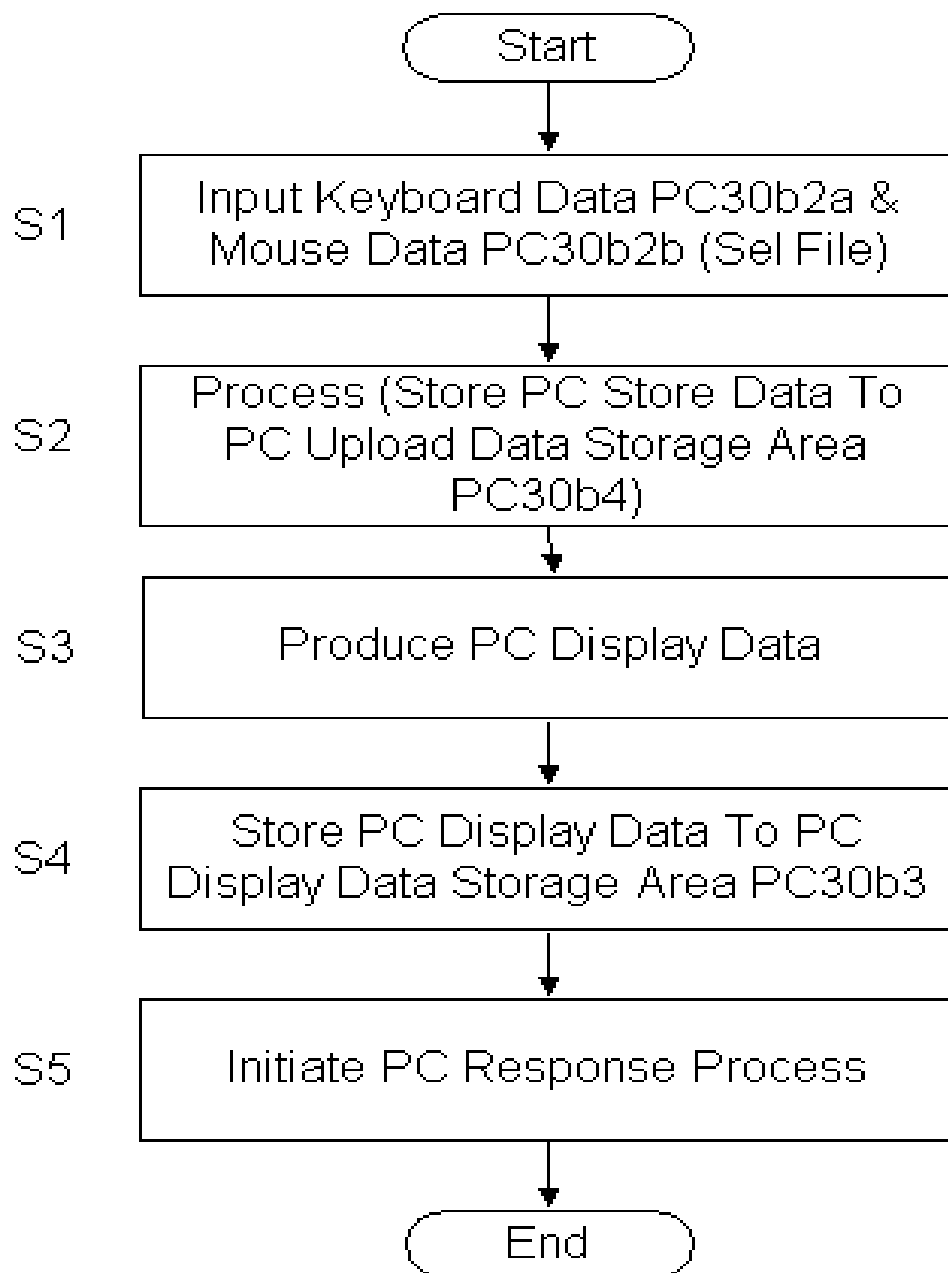 Start
S1
Input Keyboard Data PC30b2a &
Mouse Data PC30b2b (Sel File)
S2
Process (Store PC Store Data To
PC Upload Data Storage Area
PC30b4)
S3
Produce PC Display Data
S4
Store PC Display Data To PC
Display Data Storage Area PC30b3
S5
Initiate PC Response Process
End